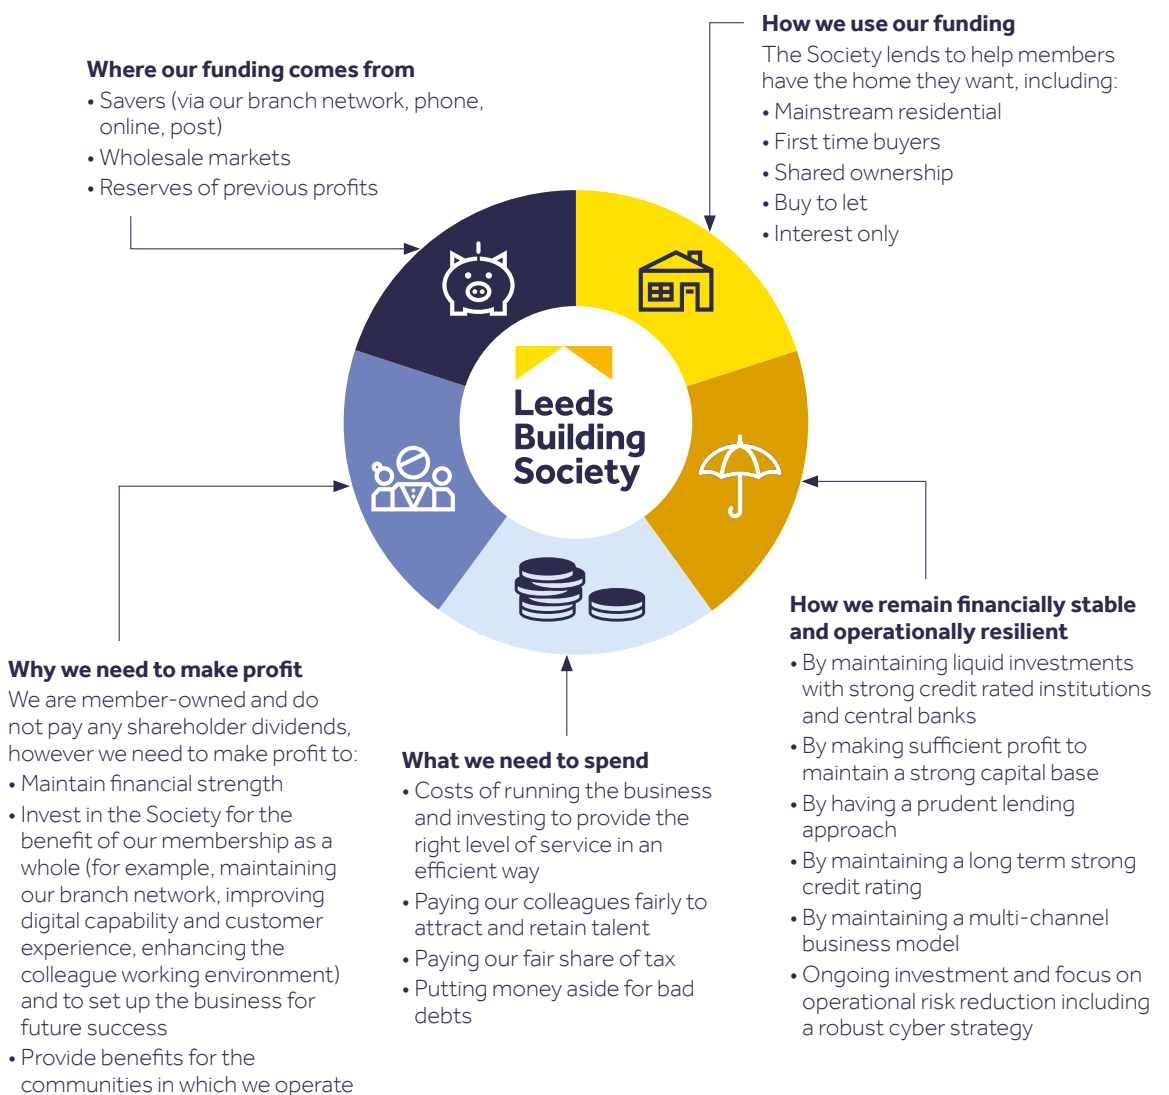 Where our funding comes from
• Savers (via our branch network, phone,
online, post)
• Wholesale markets
• Reserves of previous profits
How we use our funding
The Society lends to help members
have the home they want, including:
• Mainstream residential
• First time buyers
• Shared ownership
• Buy to let
• Interest only
Leeds
Building
Society
How we remain financially stable
and operationally resilient
• By maintaining liquid investments
with strong credit rated institutions
and central banks
• By making sufficient profit to
maintain a strong capital base
• By having a prudent lending
approach
• By maintaining a long term strong
credit rating
• By maintaining a multi-channel
business model
• Ongoing investment and focus on
operational risk reduction including
a robust cyber strategy
What we need to spend
• Costs of running the business
and investing to provide the
right level of service in an
efficient way
• Paying our colleagues fairly to
attract and retain talent
• Paying our fair share of tax
• Putting money aside for bad
debts
Why we need to make profit
We are member-owned and do
not pay any shareholder dividends,
however we need to make profit to:
• Maintain financial strength
• Invest in the Society for the
benefit of our membership as a
whole (for example, maintaining
our branch network, improving
digital capability and customer
experience, enhancing the
colleague working environment)
and to set up the business for
future success
• Provide benefits for the
communities in which we operate